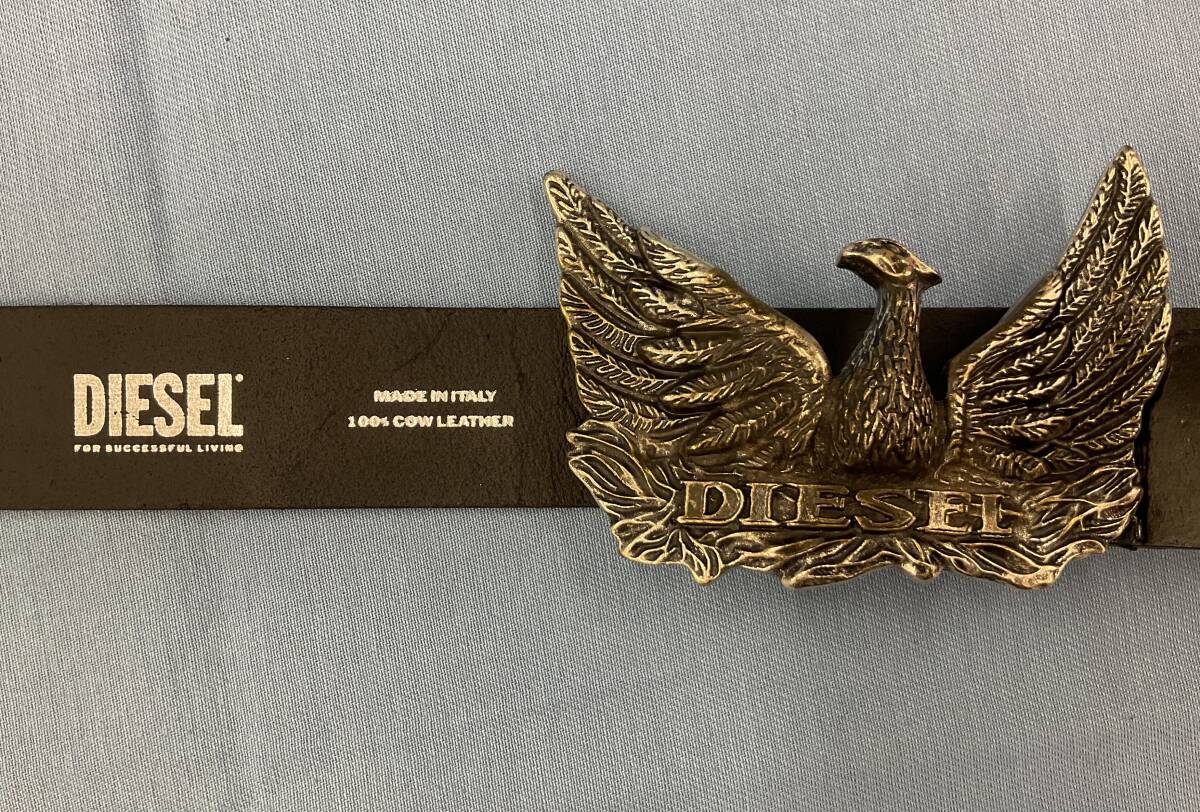 DIESEL
FOR SUCCESSFUL LIVING
MADE IN ITALY
100% COW LEATHER
DIESEL